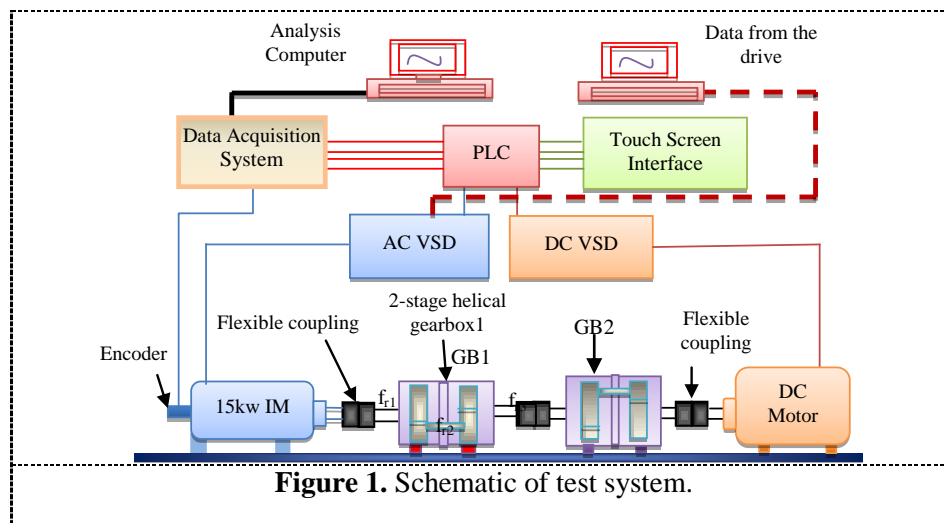 Analysis
Computer
Data from the
drive
Data Acquisition
System
PLC
Touch Screen
Interface
AC VSD
DC VSD
2-stage helical
gearbox1
Flexible coupling
GB1
GB2
Flexible
coupling
Encoder
15kw IM
f_r1
f_r2
DC
Motor
Figure 1. Schematic of test system.